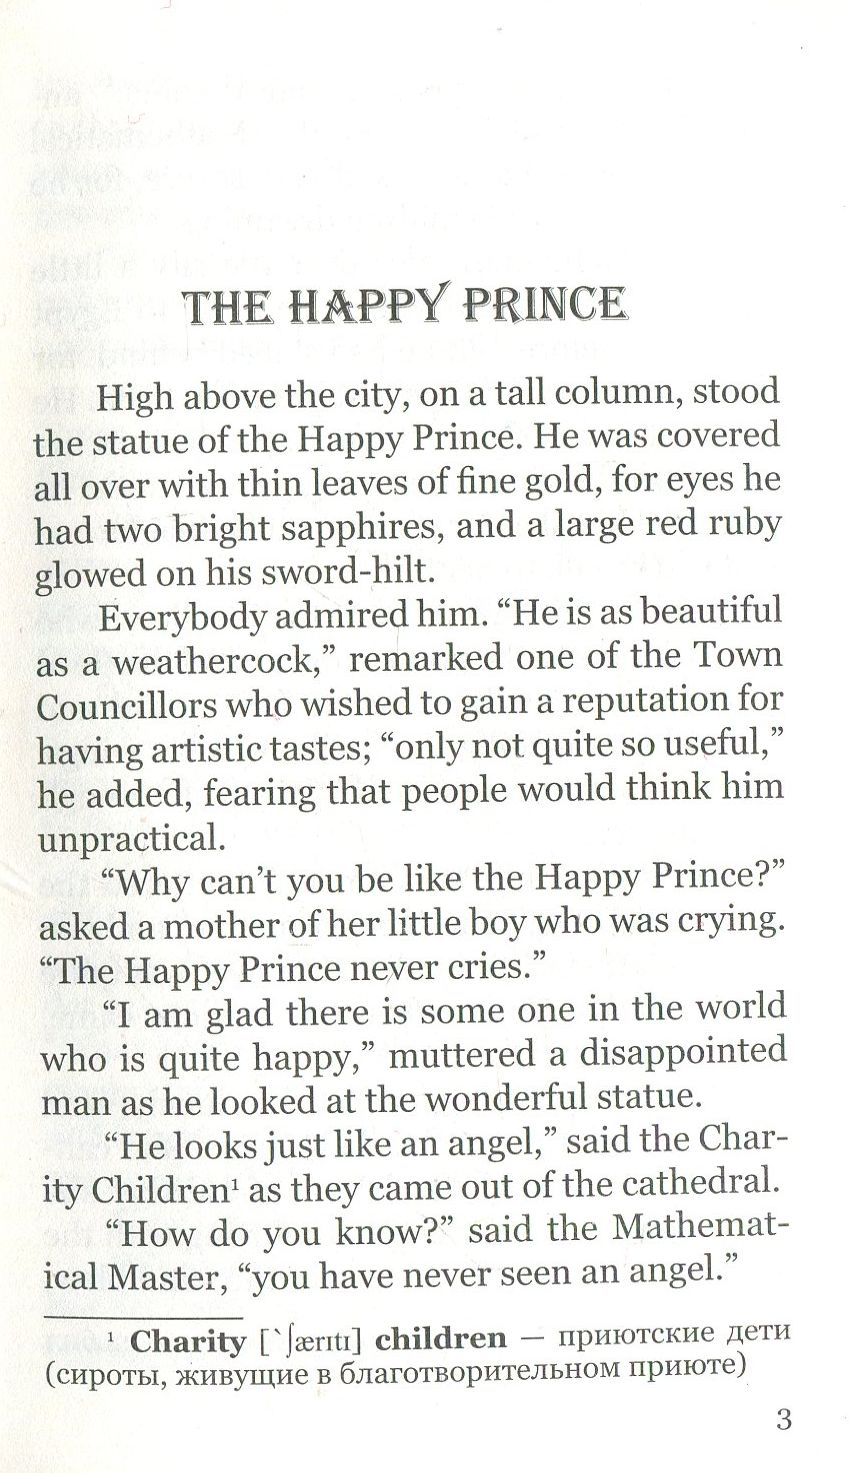 THE HAPPY PRINCE
High above the city, on a tall column, stood
the statue of the Happy Prince. He was covered
all over with thin leaves of fine gold, for eyes he
had two bright sapphires, and a large red ruby
glowed on his sword-hilt.
Everybody admired him. “He is as beautiful
as a weathercock,” remarked one of the Town
Councillors who wished to gain a reputation for
having artistic tastes; “only not quite so useful,”
he added, fearing that people would think him
unpractical.
“Why can’t you be like the Happy Prince?”
asked a mother of her little boy who was crying.
“The Happy Prince never cries.”
“I am glad there is some one in the world
who is quite happy,” muttered a disappointed
man as he looked at the wonderful statue.
“He looks just like an angel,” said the Char-
ity Children¹ as they came out of the cathedral.
“How do you know?” said the Mathemat-
ical Master, “you have never seen an angel.”
¹ Charity [ˋʃærɪtɪ] children — приютские дети
(сироты, живущие в благотворительном приюте)
3